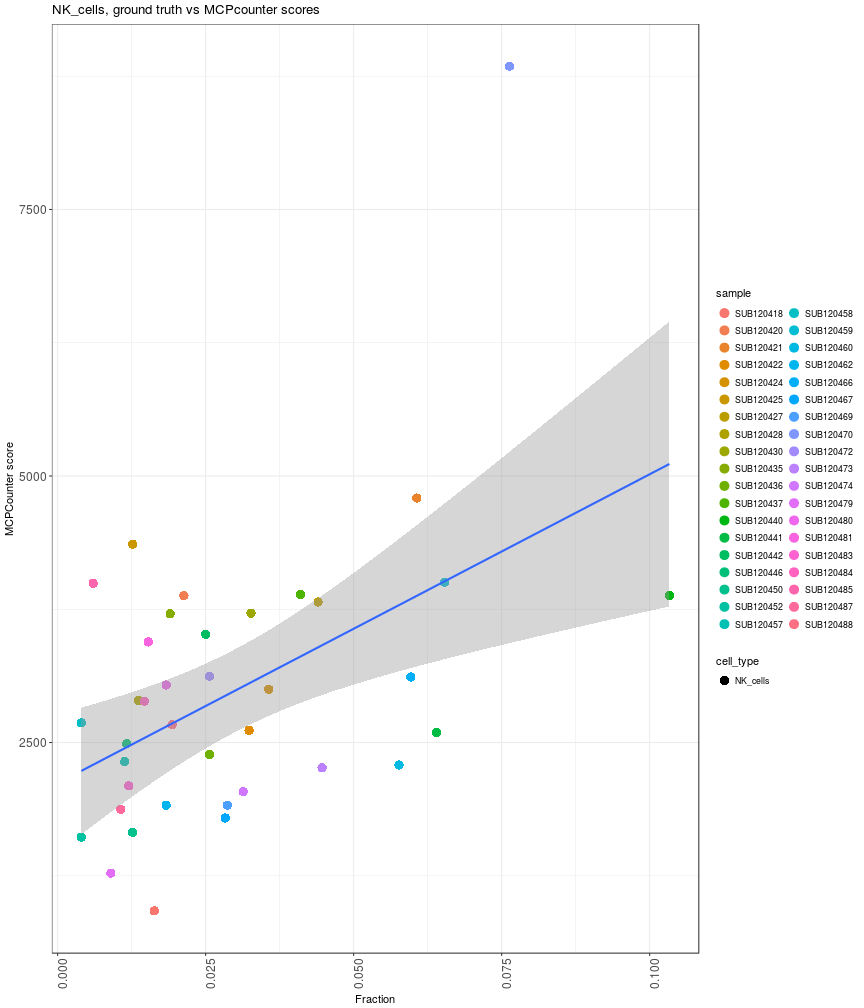 NK_cells, ground truth vs MCPcounter scores
7500
5000
2500
MCPCounter score
0.000
0.025
0.050
0.075
0.100
Fraction
sample
SUB120418 SUB120458
SUB120420 SUB120459
SUB120421 SUB120460
SUB120422 SUB120462
SUB120424 SUB120466
SUB120425 SUB120467
SUB120427 SUB120469
SUB120428 SUB120470
SUB120430 SUB120472
SUB120435 SUB120473
SUB120436 SUB120474
SUB120437 SUB120479
SUB120440 SUB120480
SUB120441 SUB120481
SUB120442 SUB120483
SUB120446 SUB120484
SUB120450 SUB120485
SUB120452 SUB120487
SUB120457 SUB120488
cell_type
NK_cells